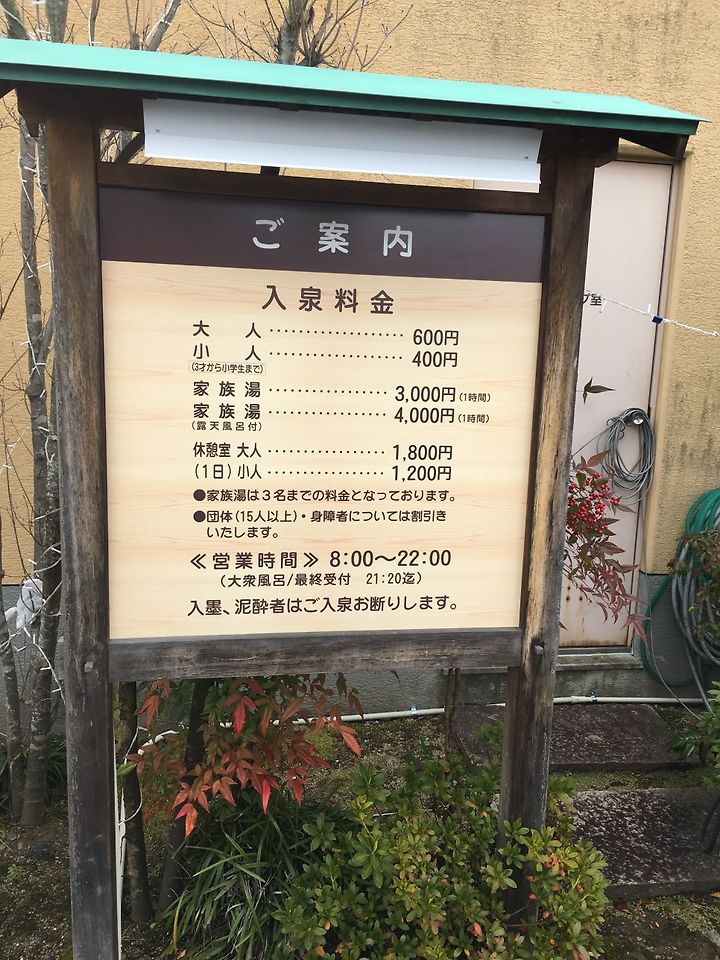 ご案内
入泉料金
大人 ･･････････････････ 600円
小人 ･･････････････････ 400円
(3才から小学生まで)
家族湯 ･･････････････ 3,000円(1時間)
家族湯 ･･････････････ 4,000円(1時間)
(露天風呂付)
休憩室 大人 ･･････････････ 1,800円
(1日) 小人 ･･････････････ 1,200円
●家族湯は3名までの料金となっております。
●団体(15人以上)・身障者については割引き
いたします。
≪営業時間≫ 8:00～22:00
(大衆風呂/最終受付 21:20迄)
入墨、泥酔者はご入泉お断りします。
プ室